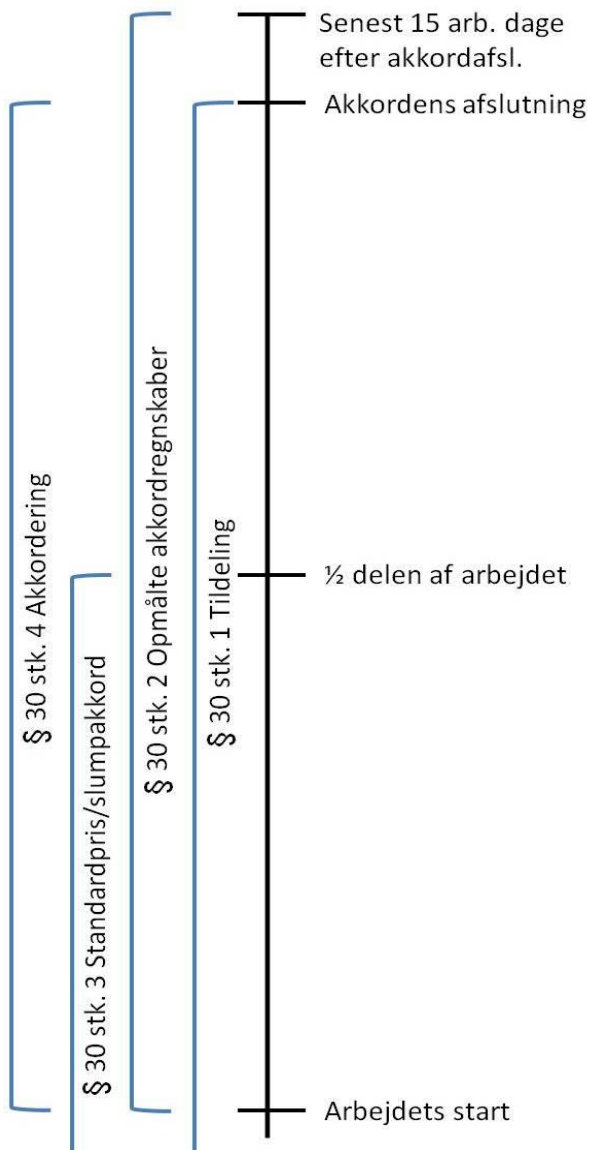 Senest 15 arb. dage
efter akkordafsl.
Akkordens afslutning
½ delen af arbejdet
Arbejdets start
§ 30 stk. 4 Akkordering
§ 30 stk. 3 Standardpris/slumpakkord
§ 30 stk. 2 Opmålte akkordregnskaber
§ 30 stk. 1 Tildeling